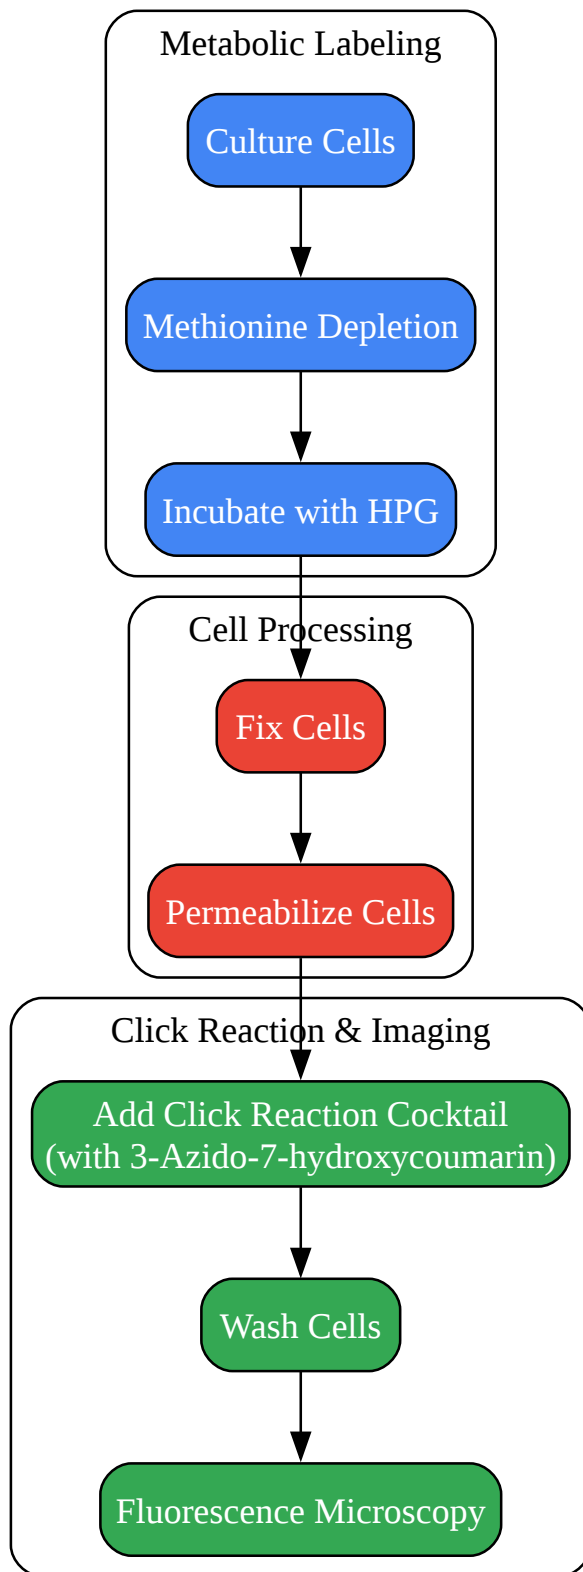 Metabolic Labeling
Culture Cells
Methionine Depletion
Incubate with HPG
Cell Processing
Fix Cells
Permeabilize Cells
Click Reaction & Imaging
Add Click Reaction Cocktail
(with 3-Azido-7-hydroxycoumarin)
Wash Cells
Fluorescence Microscopy